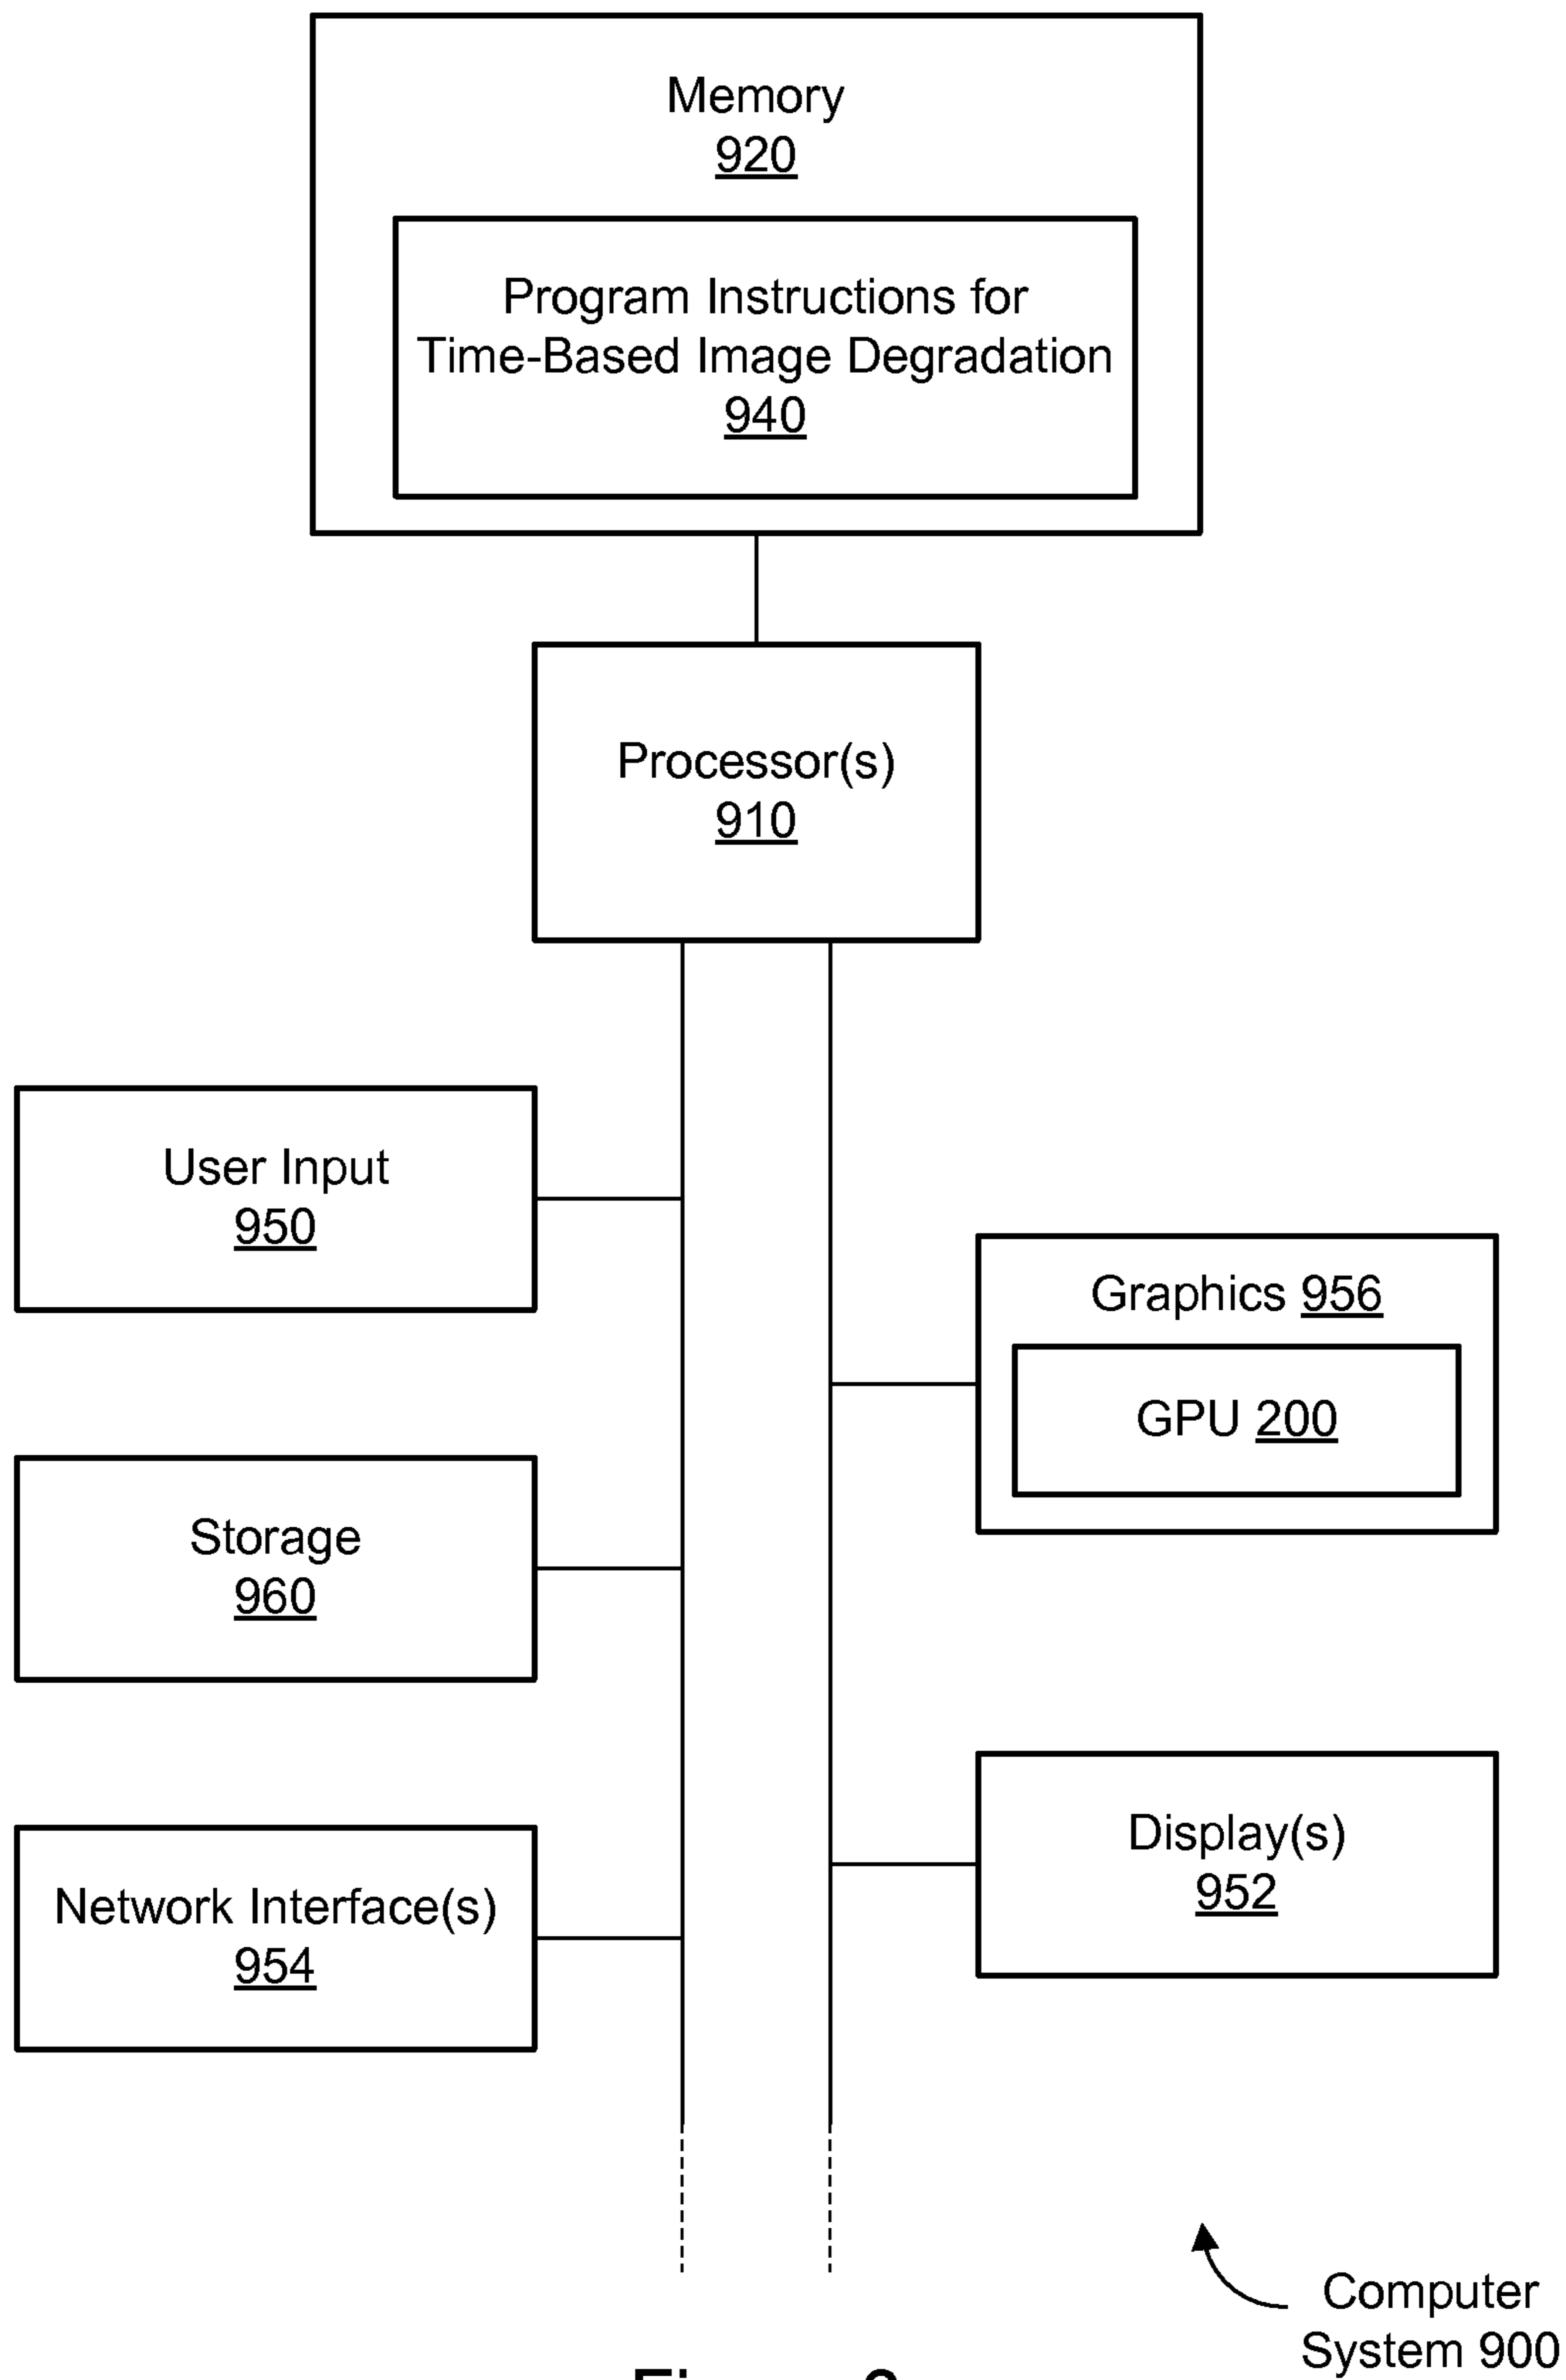 Memory
920
Program Instructions for
Time-Based Image Degradation
940
Processor(s)
910
User Input
950
Graphics 956
GPU 200
Storage
960
Display(s)
952
Network Interface(s)
954
Computer
System 900